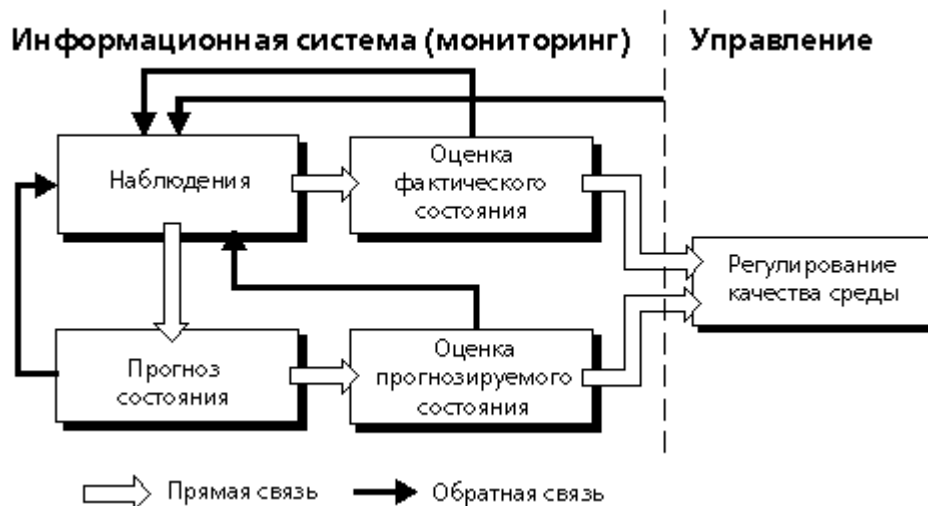 Информационная система (мониторинг)
Управление
Наблюдения
Оценка
фактического
состояния
Регулирование
качества среды
Прогноз
состояния
Оценка
прогнозируемого
состояния
Прямая связь
Обратная связь